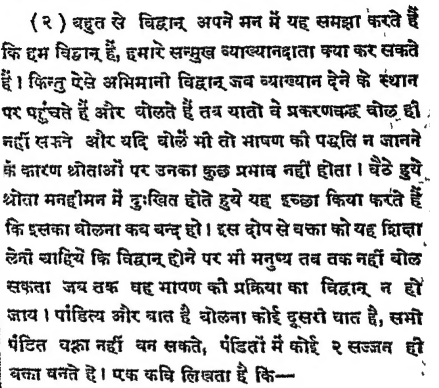 ( २ ) बहुत से विद्वान् अपने मन में यह समझा करते हैं
कि हम विद्वान् हैं, हमारे सन्मुख व्याख्यानदाता क्या कर सकते
हैं । किन्तु ऐसे अभिमानी विद्वान् जब व्याख्यान देने के स्थान
पर पहुंचते हैं और बोलते हैं तब यातो वे प्रकरणबद्ध बोल ही
नहीं सकते और यदि बोलें भी तो भाषण की पद्धति न जानने
के कारण श्रोताओं पर उनका कुछ प्रभाव नहीं होता । बैठे हुये
श्रोता मनहीमन में दुःखित होते हुये यह इच्छा किया करते हैं
कि इसका बोलना कब बन्द हो । इस दोष से वक्ता को यह शिक्षा
लेनी चाहिये कि विद्वान् होने पर भी मनुष्य तब तक नहीं बोल
सकता जब तक वह भाषण की प्रक्रिया का विद्वान् न हो
जाय । पांडित्य और बात है बोलना कोई दूसरी बात है, सभी
पंडित वक्ता नहीं बन सकते, पंडितों में कोई २ सज्जन ही
वक्ता बनते हैं । एक कवि लिखता है कि—